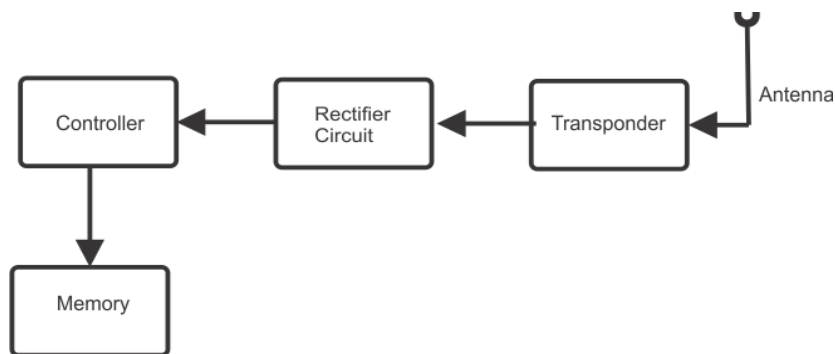 Antenna
Transponder
Rectifier
Circuit
Controller
Memory